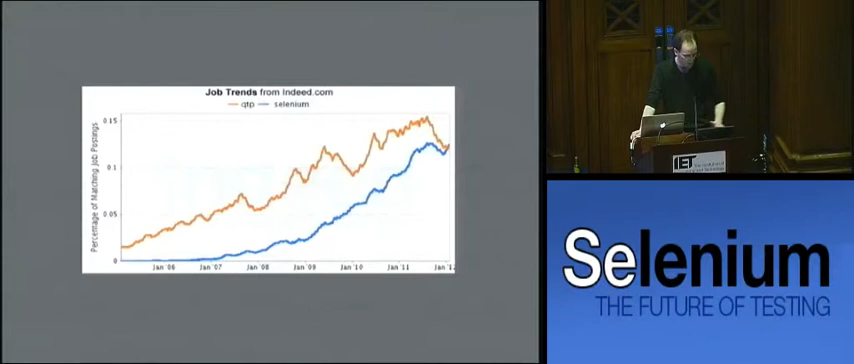 Job Trends from Indeed.com
qtp selenium
Percentage of Matching Job Postings
0.15
0.1
0.05
0
Jan '06 Jan '07 Jan '08 Jan '09 Jan '10 Jan '11 Jan '12
IET
Selenium
THE FUTURE OF TESTING